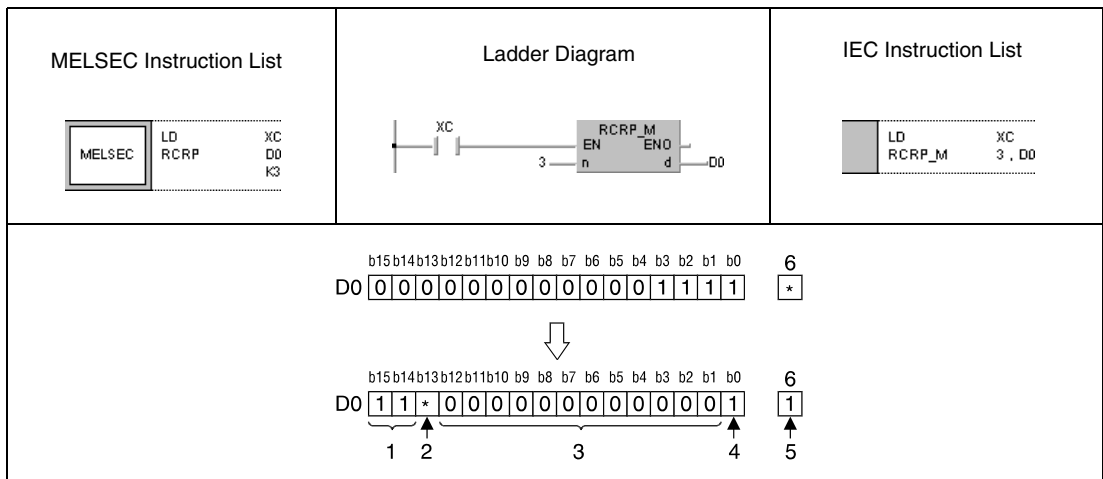 MELSEC Instruction List
Ladder Diagram
IEC Instruction List
MELSEC
LD XC
RCRP D0
K3
XC
RCRP_M
EN ENO
3 n d D0
LD XC
RCRP_M 3 , D0
b15 b14 b13 b12 b11 b10 b9 b8 b7 b6 b5 b4 b3 b2 b1 b0 6
D0 0 0 0 0 0 0 0 0 0 0 0 0 1 1 1 1 *
b15 b14 b13 b12 b11 b10 b9 b8 b7 b6 b5 b4 b3 b2 b1 b0 6
D0 1 1 * 0 0 0 0 0 0 0 0 0 0 0 0 1 1
1 2 3 4 5